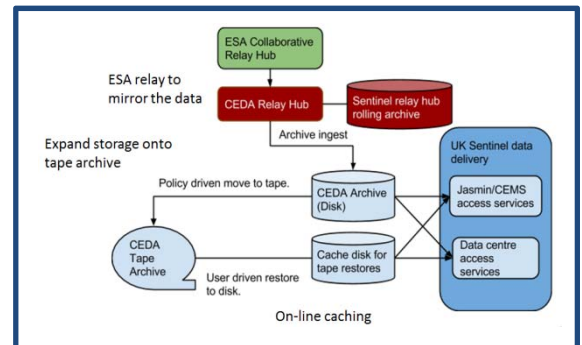 ESA Collaborative
Relay Hub
ESA relay to
mirror the data
CEDA Relay Hub
Sentinel relay hub
rolling archive
Archive ingest
Expand storage onto
tape archive
UK Sentinel data
delivery
Policy driven move to tape.
CEDA Archive
(Disk)
Jasmin/CEMS
access services
CEDA
Tape
Archive
Cache disk for
tape restores
Data centre
access
services
User driven restore
to disk.
On-line caching